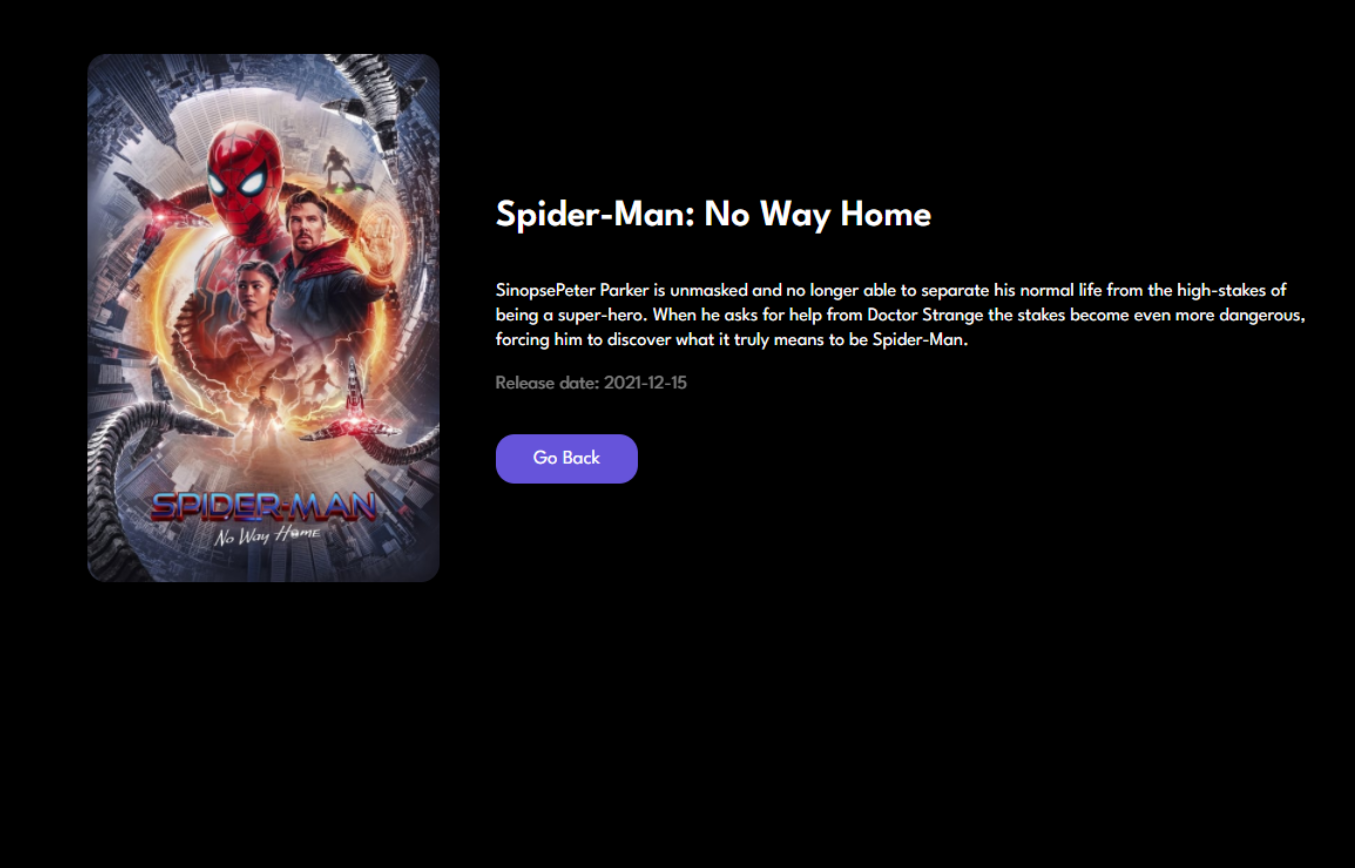 Spider-Man: No Way Home
SinopsePeter Parker is unmasked and no longer able to separate his normal life from the high-stakes of
being a super-hero. When he asks for help from Doctor Strange the stakes become even more dangerous,
forcing him to discover what it truly means to be Spider-Man.
Release date: 2021-12-15
Go Back
SPIDER-MAN
No Way Home